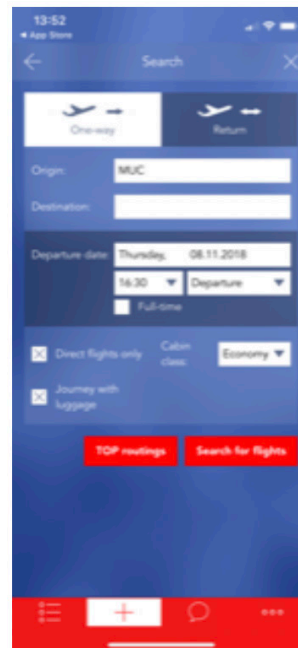 13:52
App Store
Search
One-way
Return
Origin: MUC
Destination:
Departure date: Thursday, 08.11.2018
16:30 Departure
Full-time
Direct flights only
Cabin class: Economy
Journey with luggage
TOP routings
Search for flights